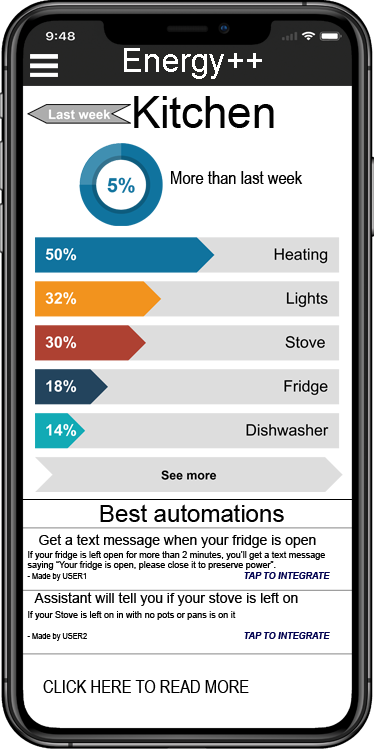 9:48
Energy++
Last week
Kitchen
5%
More than last week
50% Heating
32% Lights
30% Stove
18% Fridge
14% Dishwasher
See more
Best automations
Get a text message when your fridge is open
If your fridge is left open for more than 2 minutes, you'll get a text message
saying “Your fridge is open, please close it to preserve power”.
- Made by USER1 TAP TO INTEGRATE
Assistant will tell you if your stove is left on
If your Stove is left on in with no pots or pans is on it
- Made by USER2 TAP TO INTEGRATE
CLICK HERE TO READ MORE